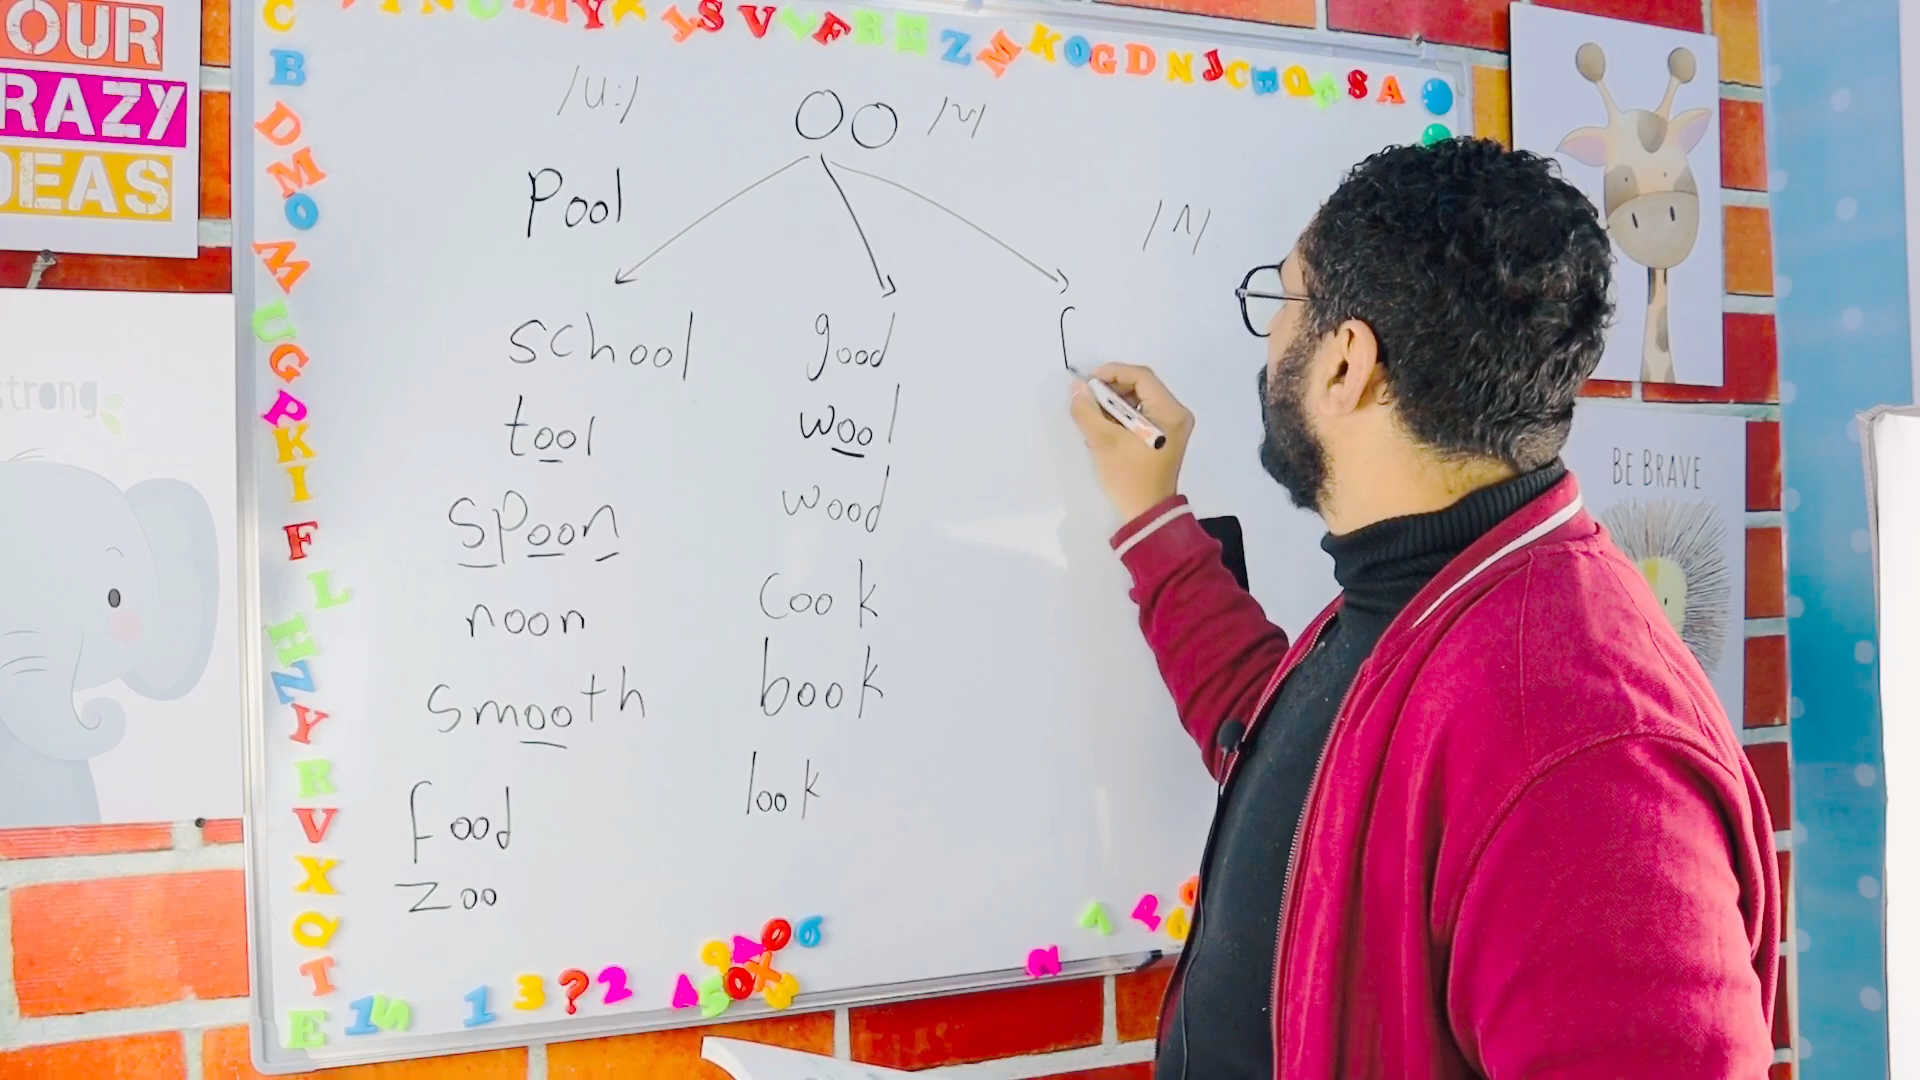 OUR
RAZY
DEAS
strong
/u:/
OO
/ʊ/
Pool
/ʌ/
school
good
tool
wool
spoon
wood
noon
cook
smooth
book
food
look
zoo
BE BRAVE